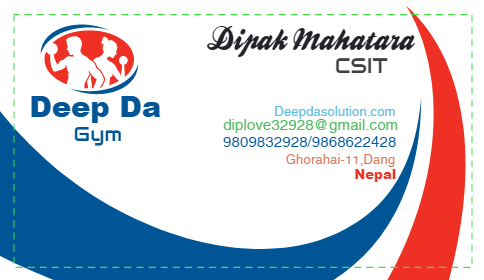 Dipak Mahatara
CSIT
Deep Da
Gym
Deepdasolution.com
diplove32928@gmail.com
9809832928/9868622428
Ghorahai-11,Dang
Nepal